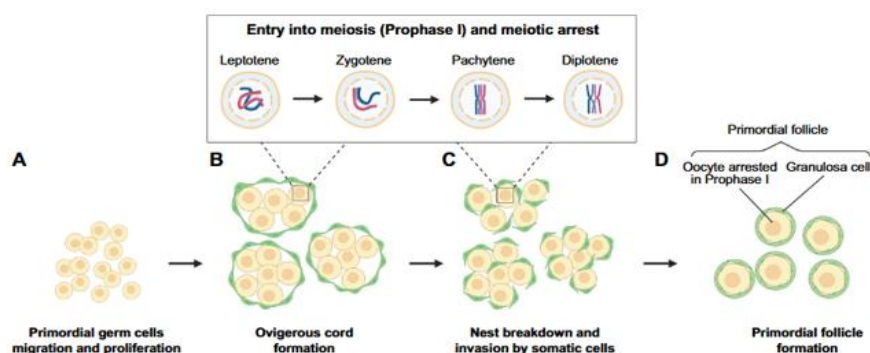 Entry into meiosis (Prophase I) and meiotic arrest
Leptotene
Zygotene
Pachytene
Diplotene
A
B
C
D
Primordial follicle
Oocyte arrested
in Prophase I
Granulosa cell
Primordial germ cells
migration and proliferation
Ovigerous cord
formation
Nest breakdown and
invasion by somatic cells
Primordial follicle
formation